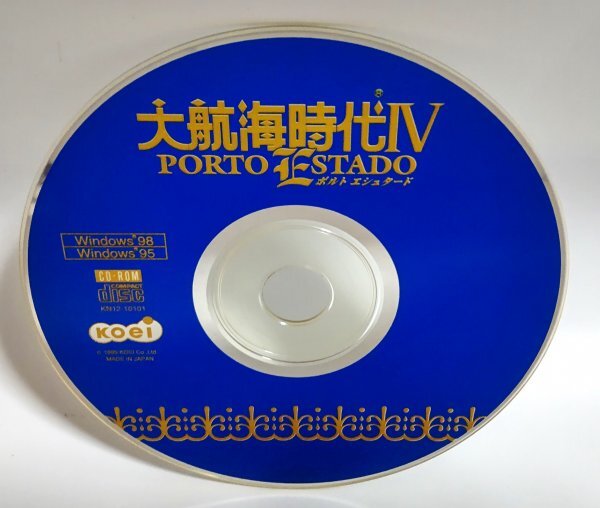 大航海時代IV
®
PORTO ESTADO
ポルト エシュタード
Windows®98
Windows®95
CD-ROM
COMPACT
disc
KN12-10101
KOEI
MADE IN JAPAN